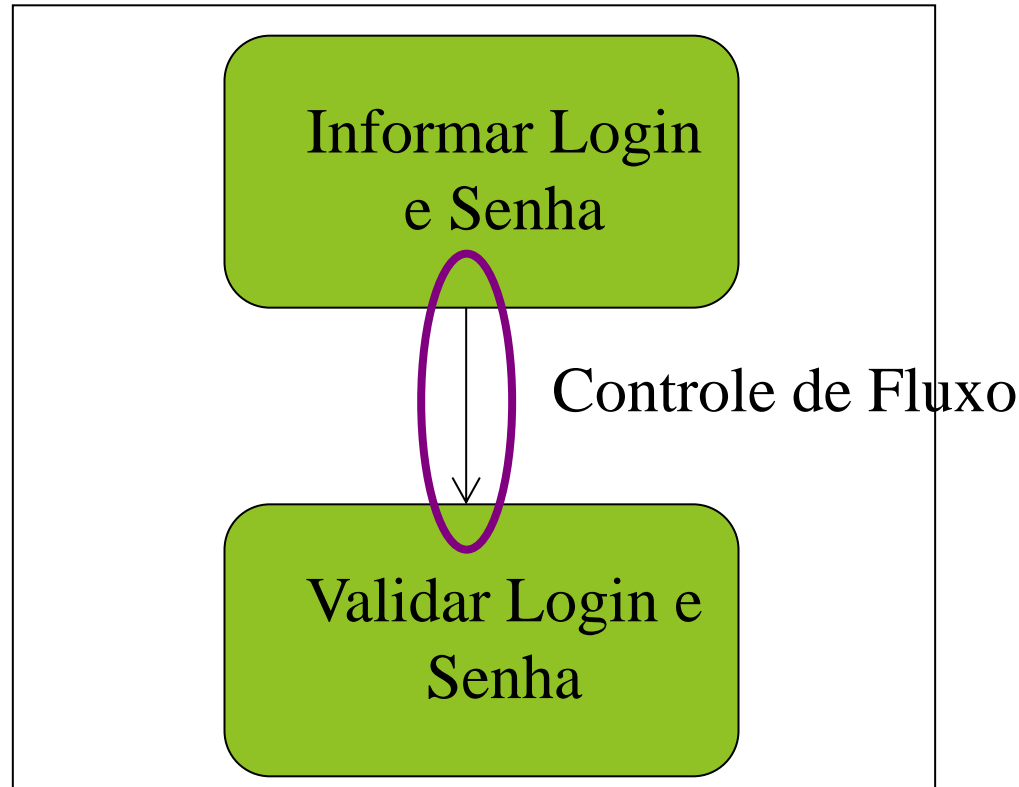 Informar Login
e Senha
Controle de Fluxo
Validar Login e
Senha